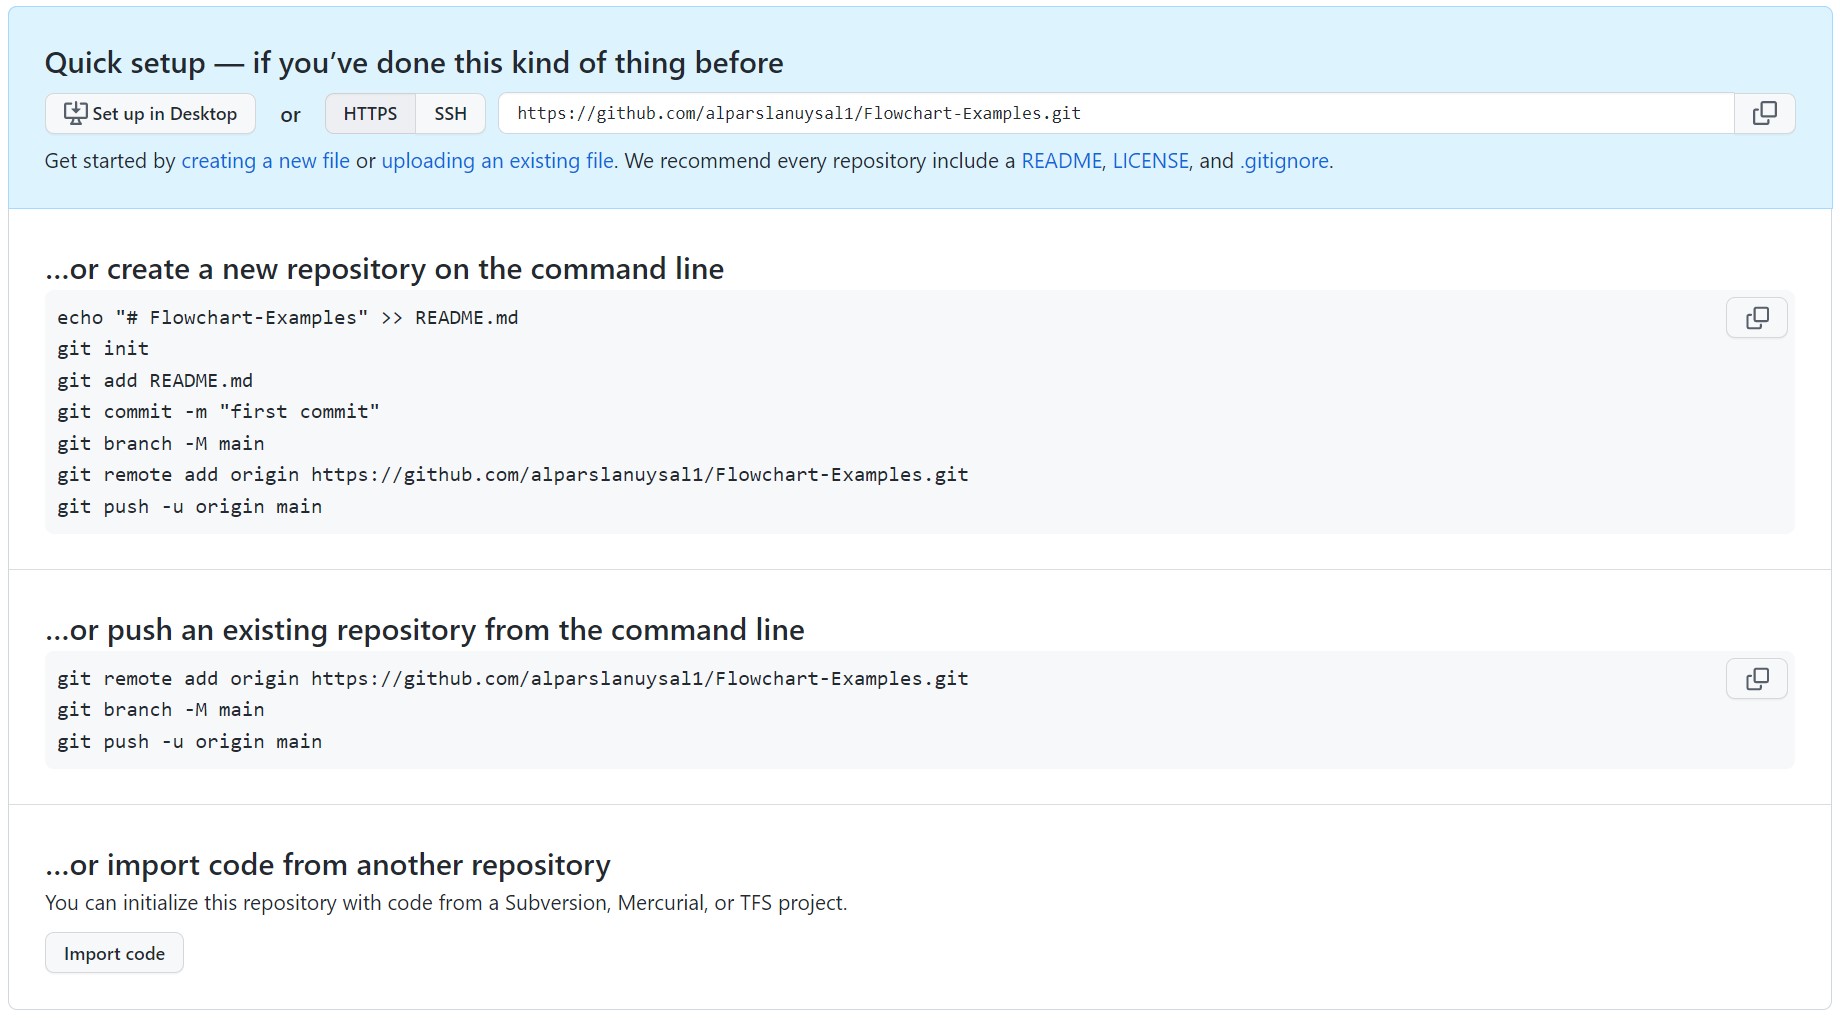 Quick setup — if you’ve done this kind of thing before
Set up in Desktop or HTTPS SSH https://github.com/alparslanuysal1/Flowchart-Examples.git
Get started by creating a new file or uploading an existing file. We recommend every repository include a README, LICENSE, and .gitignore.
…or create a new repository on the command line
echo "# Flowchart-Examples" >> README.md
git init
git add README.md
git commit -m "first commit"
git branch -M main
git remote add origin https://github.com/alparslanuysal1/Flowchart-Examples.git
git push -u origin main
…or push an existing repository from the command line
git remote add origin https://github.com/alparslanuysal1/Flowchart-Examples.git
git branch -M main
git push -u origin main
…or import code from another repository
You can initialize this repository with code from a Subversion, Mercurial, or TFS project.
Import code